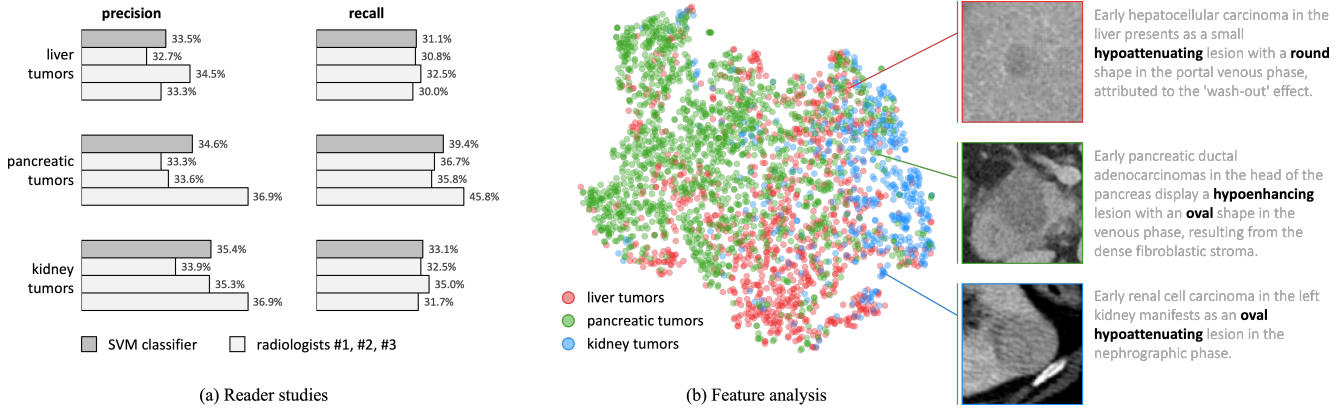 precision
recall
liver
tumors
33.5%
32.7%
34.5%
33.3%
31.1%
30.8%
32.5%
30.0%
pancreatic
tumors
34.6%
33.3%
33.6%
36.9%
39.4%
36.7%
35.8%
45.8%
kidney
tumors
35.4%
33.9%
35.3%
36.9%
33.1%
32.5%
35.0%
31.7%
SVM classifier
radiologists #1, #2, #3
(a) Reader studies
liver tumors
pancreatic tumors
kidney tumors
Early hepatocellular carcinoma in the
liver presents as a small
hypoattenuating lesion with a round
shape in the portal venous phase,
attributed to the 'wash-out' effect.
Early pancreatic ductal
adenocarcinomas in the head of the
pancreas display a hypoenhancing
lesion with an oval shape in the
venous phase, resulting from the
dense fibroblastic stroma.
Early renal cell carcinoma in the left
kidney manifests as an oval
hypoattenuating lesion in the
nephrographic phase.
(b) Feature analysis